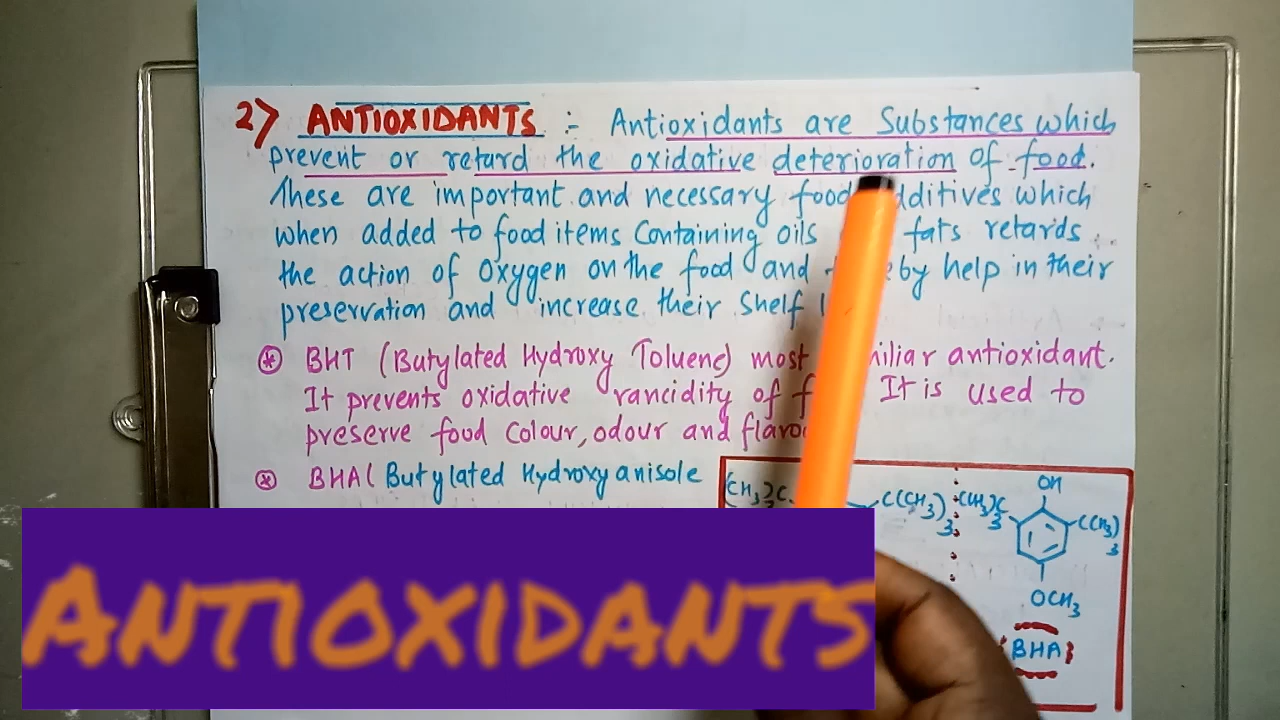 2) ANTIOXIDANTS :- Antioxidants are Substances which
prevent or retard the oxidative deterioration of food.
These are important and necessary food additives which
when added to food items Containing oils fats retards
the action of Oxygen on the food and by help in their
preservation and increase their Shelf
* BHT (Butylated Hydroxy Toluene) most antioxidant.
It prevents oxidative rancidity of It is used to
preserve food Colour, odour and
* BHA( Butylated Hydroxyanisole
(CH3)3C C(CH3)3
(CH3)3C OH C(CH3)3
OCH3
BHA
ANTIOXIDANTS